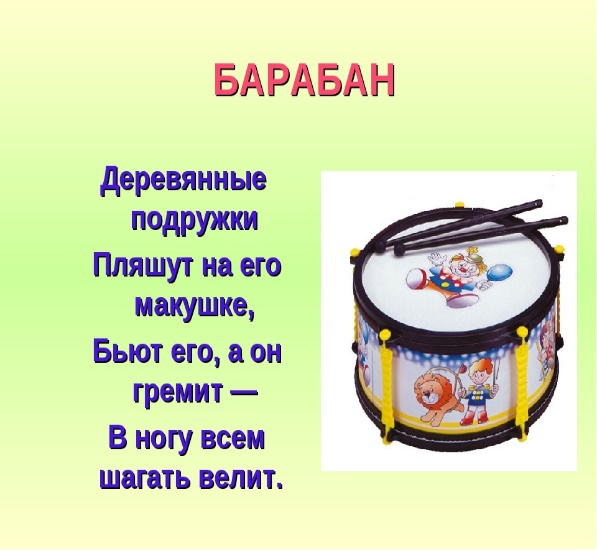 БАРАБАН
Деревянные
подружки
Пляшут на его
макушке,
Бьют его, а он
гремит —
В ногу всем
шагать велит.